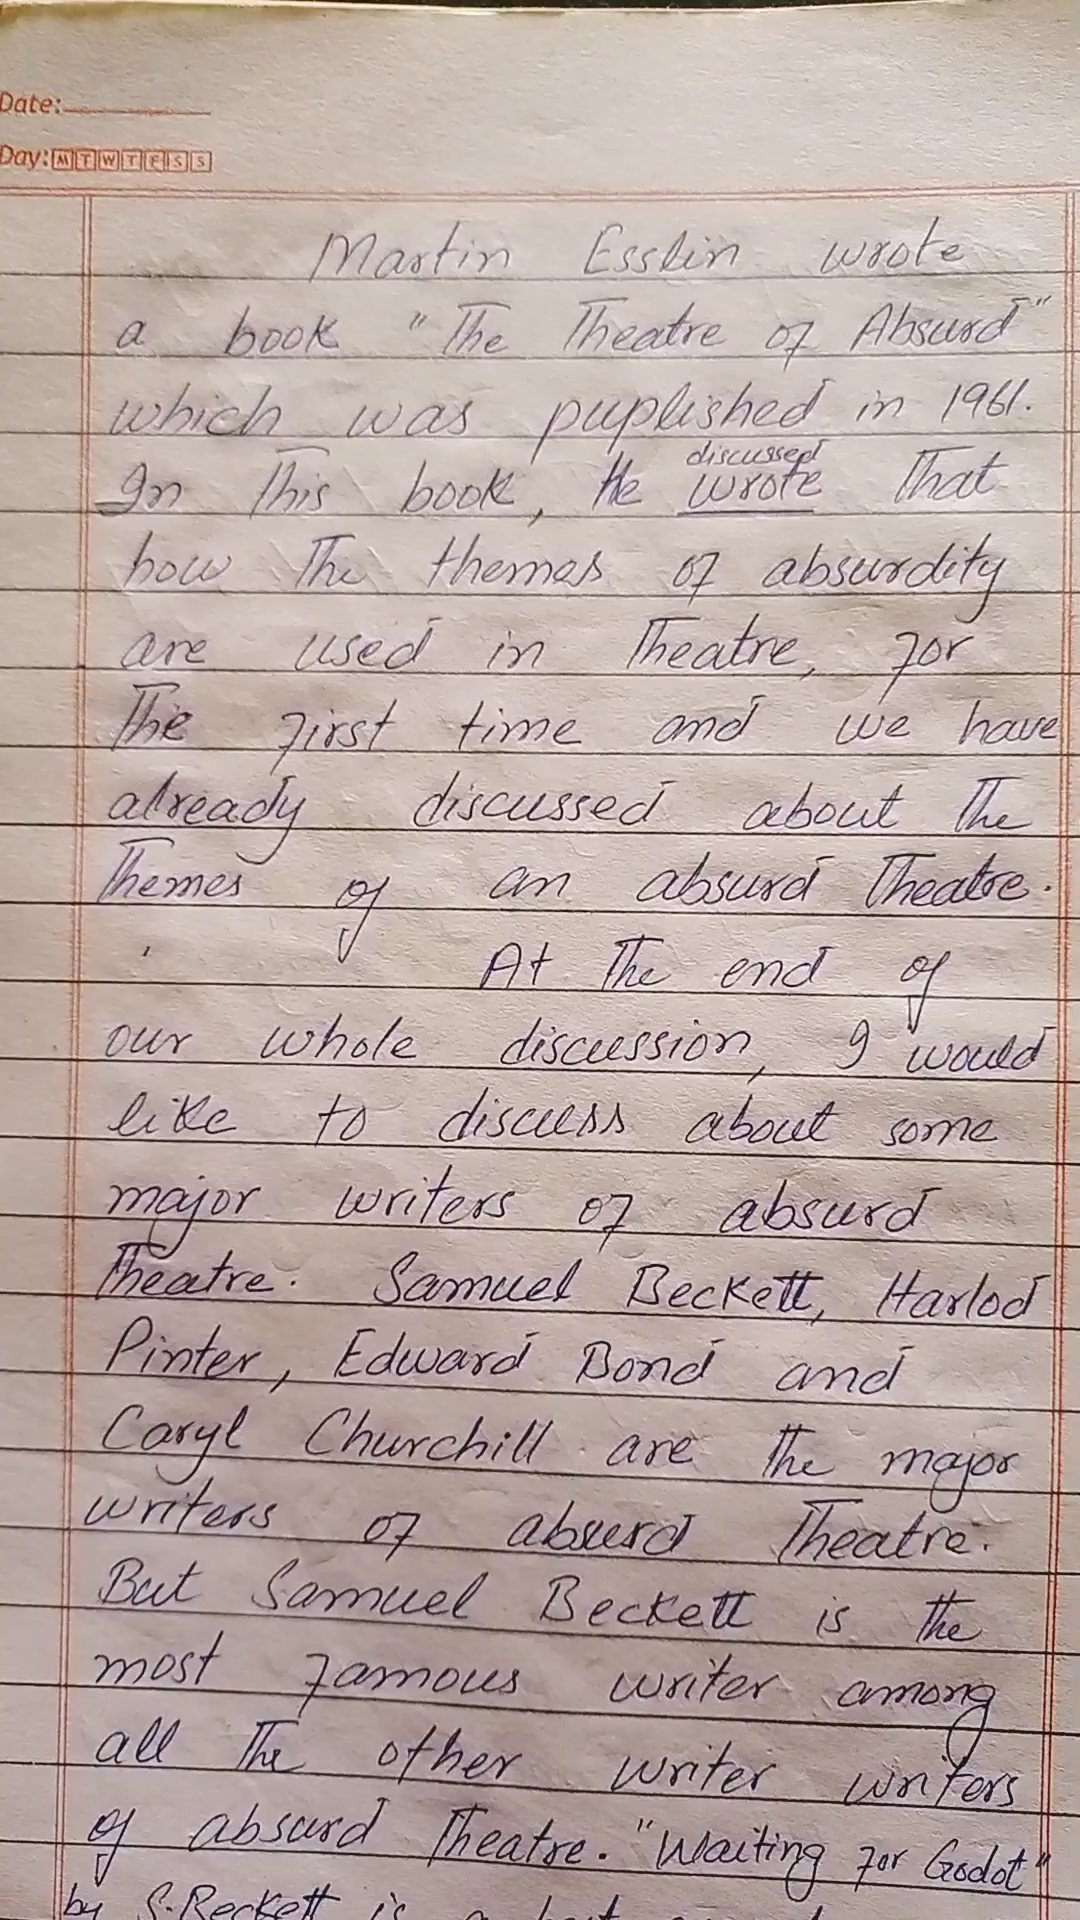 Date:
Day: M T W T F S S
Martin Esslin wrote
a book "The Theatre of Absurd"
which was puplished in 1961.
discussed
In this book, He wrote that
how the themes of absurdity
are used in theatre, for
the first time and we have
already discussed about the
themes of an absurd theatre.
At the end of
our whole discussion, I would
like to discuss about some
major writers of absurd
theatre. Samuel Beckett, Harlod
Pinter, Edward Bond and
Caryl Churchill are the major
writers of absurd theatre.
But Samuel Beckett is the
most famous writer among
all the other writer writers
of absurd theatre. "Waiting for Godot"
by S.Beckett is a